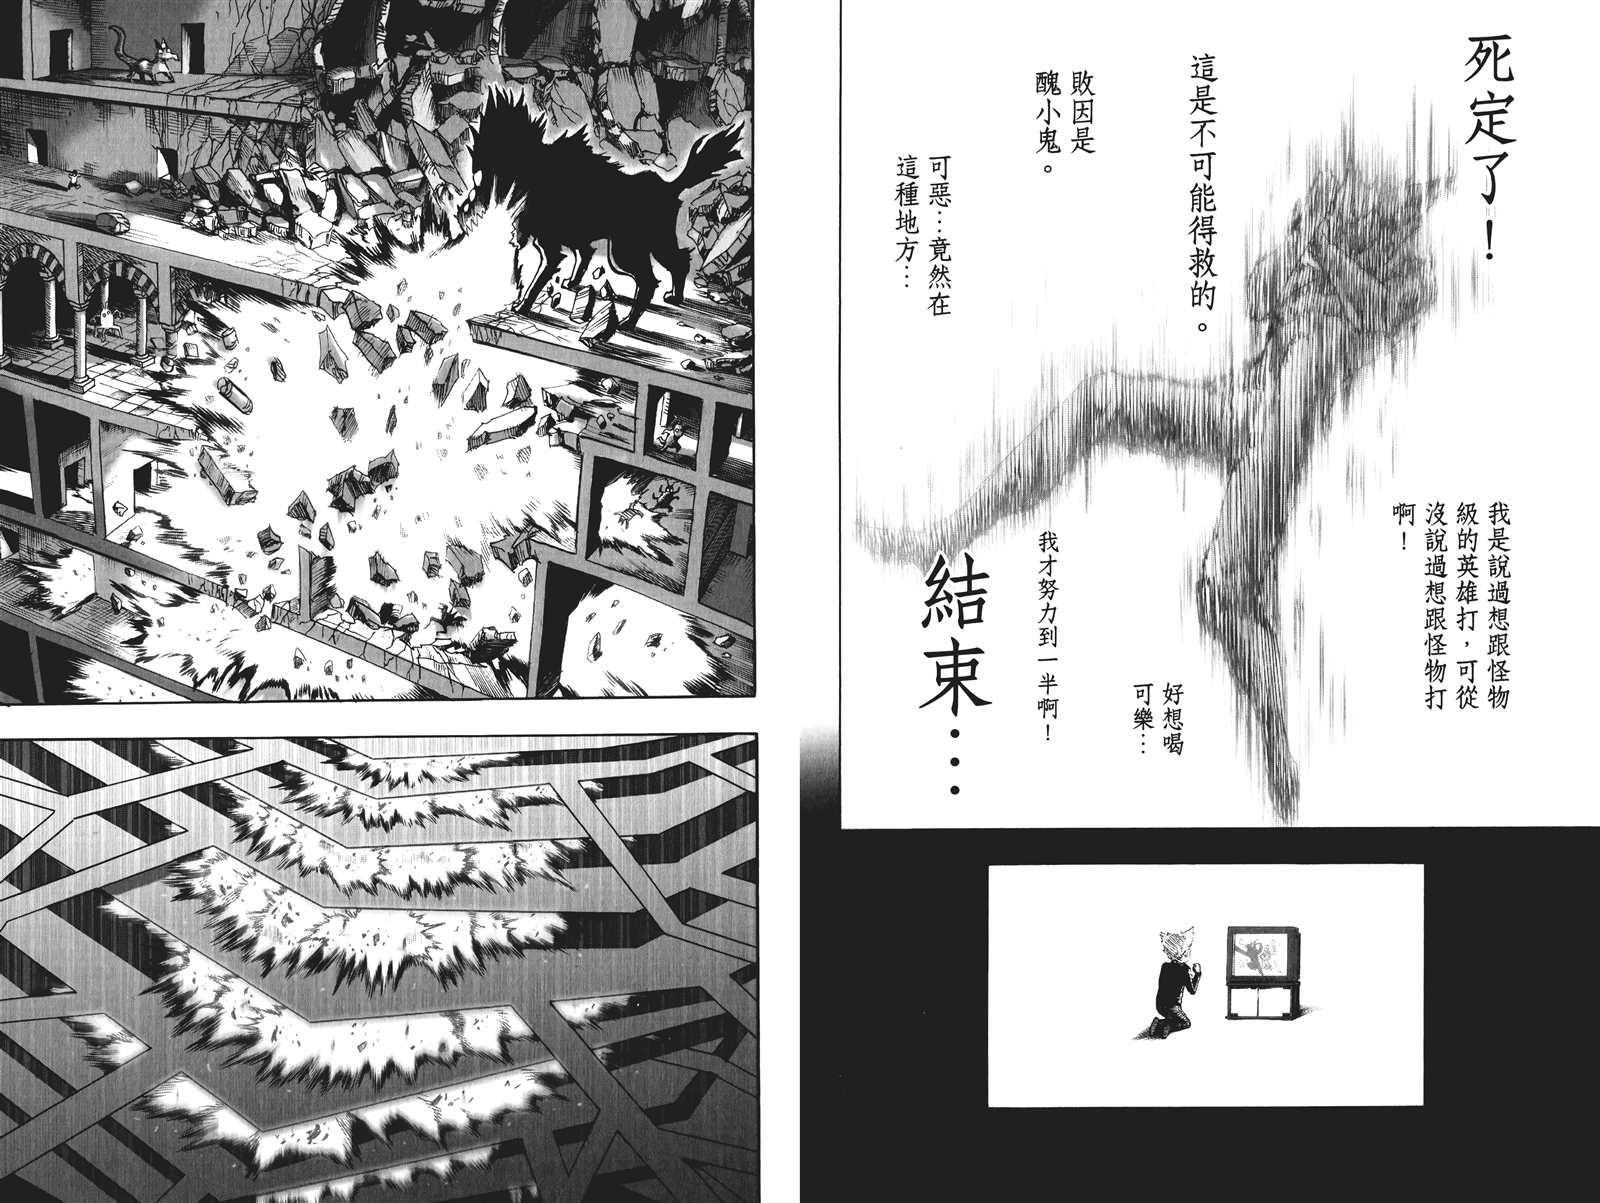 死定了！
這是不可能得救的。
敗因是
醜小鬼。
可惡…竟然在
這種地方…
我是說過想跟怪物
級的英雄打，可從
沒說過想跟怪物打
啊！
好想喝
可樂…
我才努力到一半啊！
結束……